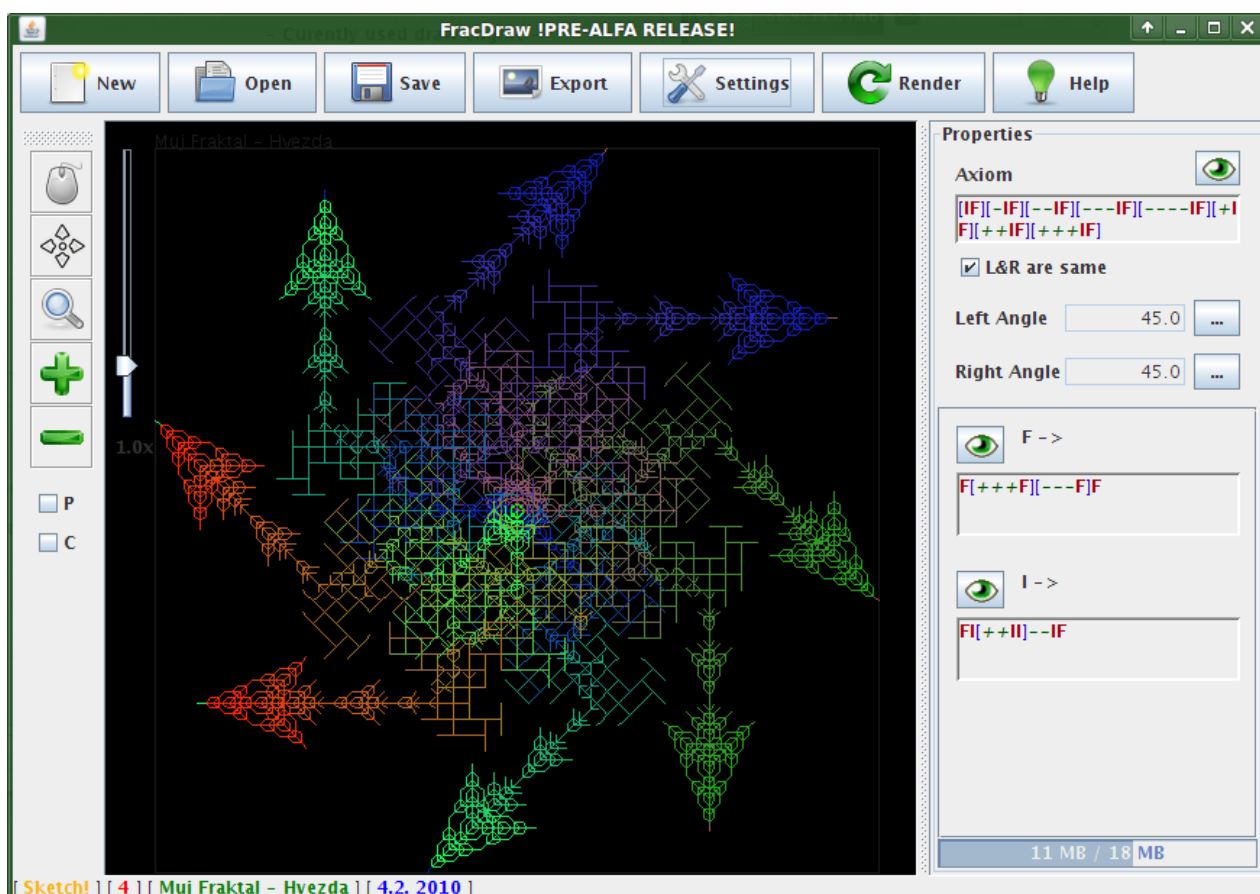 FracDraw !PRE-ALFA RELEASE!
- Curently used
New
Open
Save
Export
Settings
Render
Help
Muj Fraktal - Hvezda
1.0x
P
C
Properties
Axiom
[IF][-IF][--IF][---IF][----IF][+I
F][++IF][+++IF]
L&R are same
Left Angle 45.0 ...
Right Angle 45.0 ...
F ->
F[+++F][---F]F
I ->
FI[++II]--IF
11 MB / 18 MB
[ Sketch! ] [ 4 ] [ Muj Fraktal - Hvezda ] [ 4.2. 2010 ]